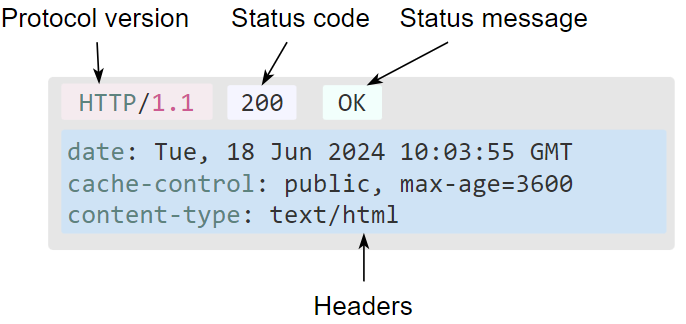 Protocol version Status code Status message
HTTP/1.1 200 OK
date: Tue, 18 Jun 2024 10:03:55 GMT
cache-control: public, max-age=3600
content-type: text/html
Headers